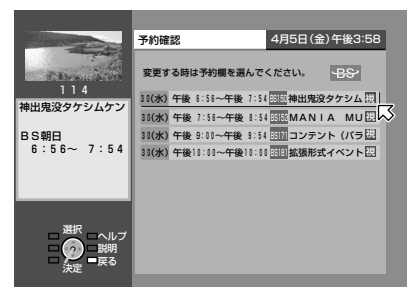 予約確認
4月5日(金)午後3:58
変更する時は予約欄を選んでください。
BS
114
神出鬼没タケシムケン
BS朝日
6:56~ 7:54
30(水) 午後 6:56~午後 7:54 神出鬼没タケシム 視
30(水) 午後 7:56~午後 8:54 MANIA MU 視
30(水) 午後 9:00~午後 9:54 コンテント(バラ 視
30(水) 午後10:00~午後10:00 拡張形式イベント 視
選択
ヘルプ
?
説明
戻る
決定